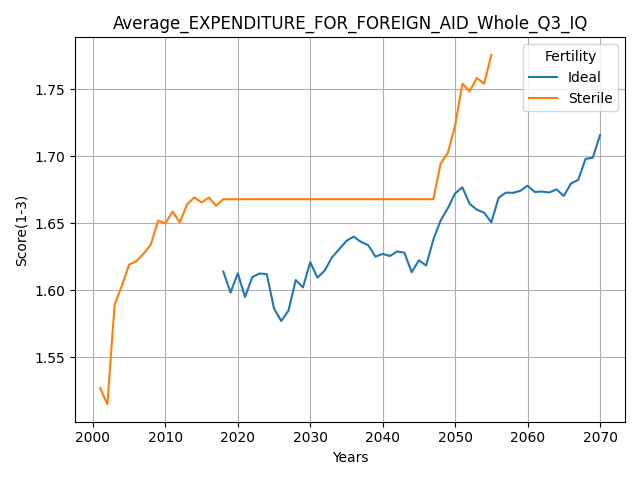 Average_EXPENDITURE_FOR_FOREIGN_AID_Whole_Q3_IQ
Score(1-3)
1.75
1.70
1.65
1.60
1.55
Fertility
Ideal
Sterile
2000 2010 2020 2030 2040 2050 2060 2070
Years